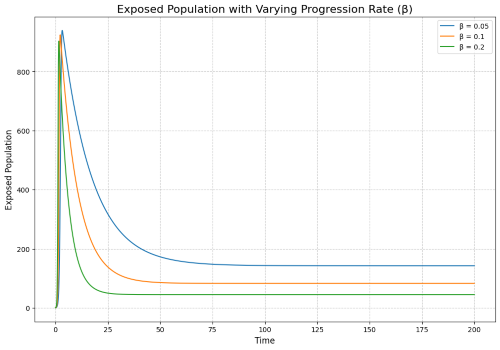 Exposed Population with Varying Progression Rate (β)
β = 0.05
β = 0.1
β = 0.2
Exposed Population
800
600
400
200
0
0 25 50 75 100 125 150 175 200
Time